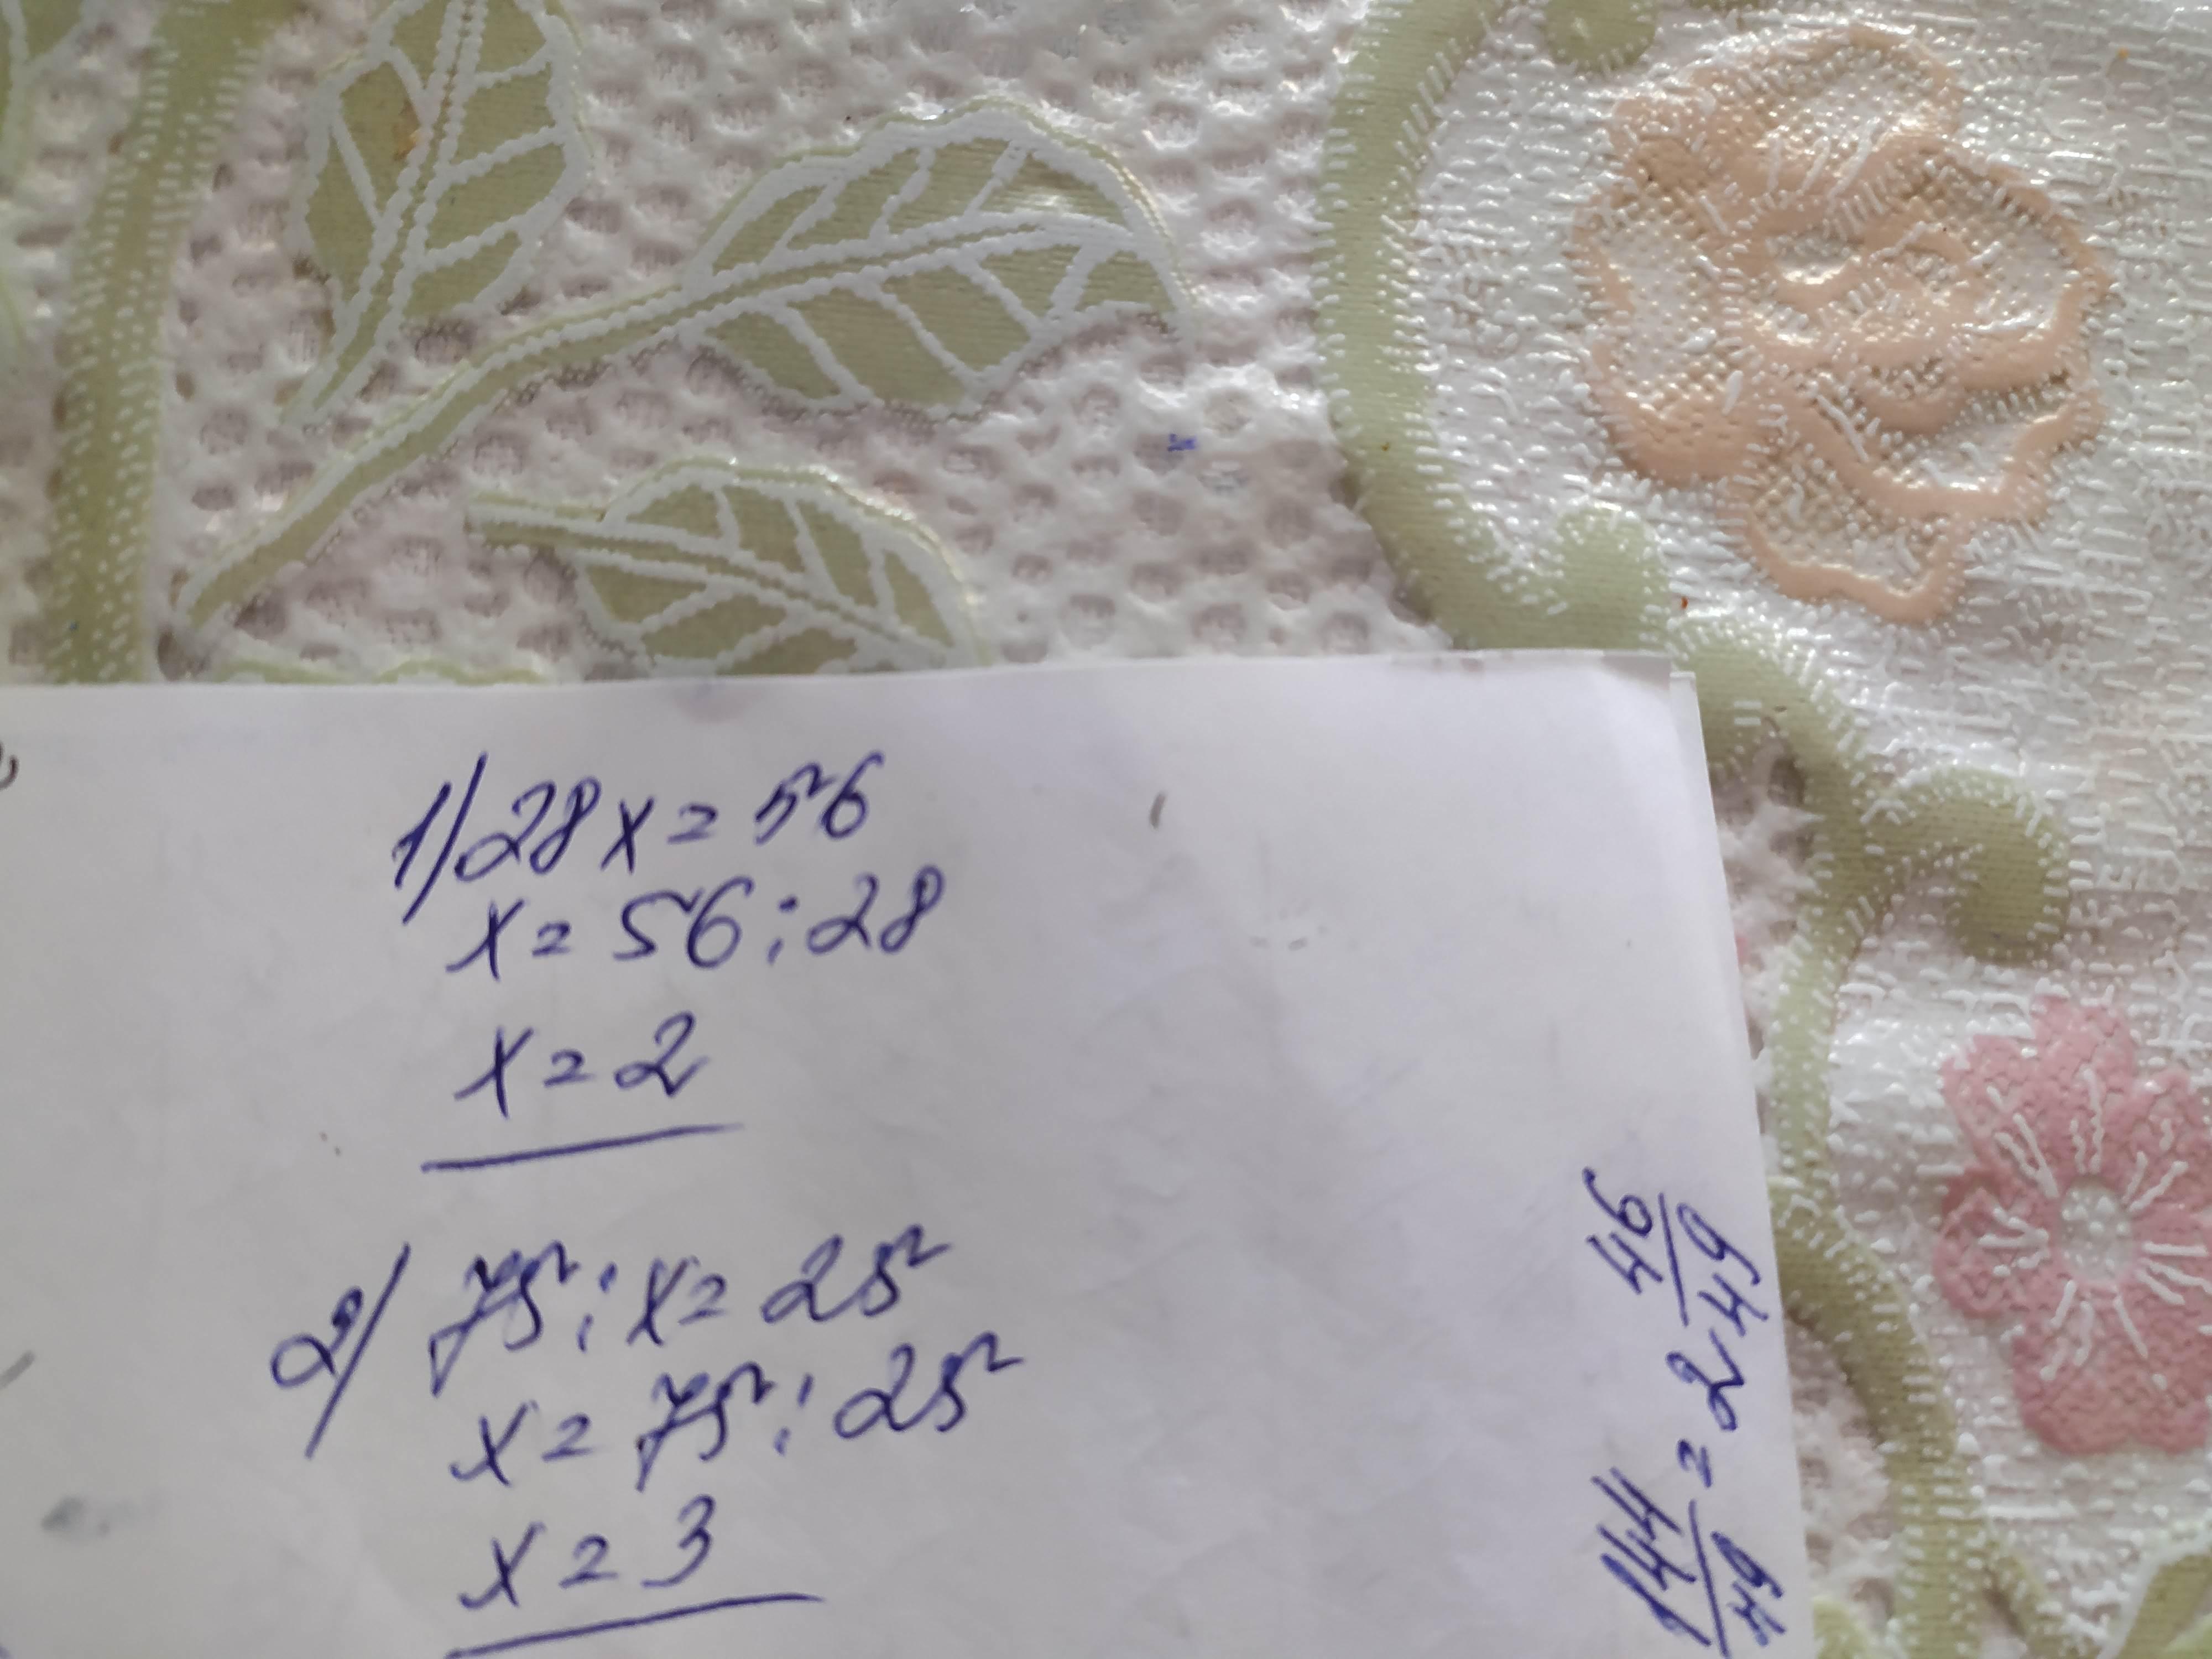 1) 28x = 56
x = 56 : 28
x = 2
2) 75 : x = 25
x = 75 : 25
x = 3
144/49 = 2 46/49